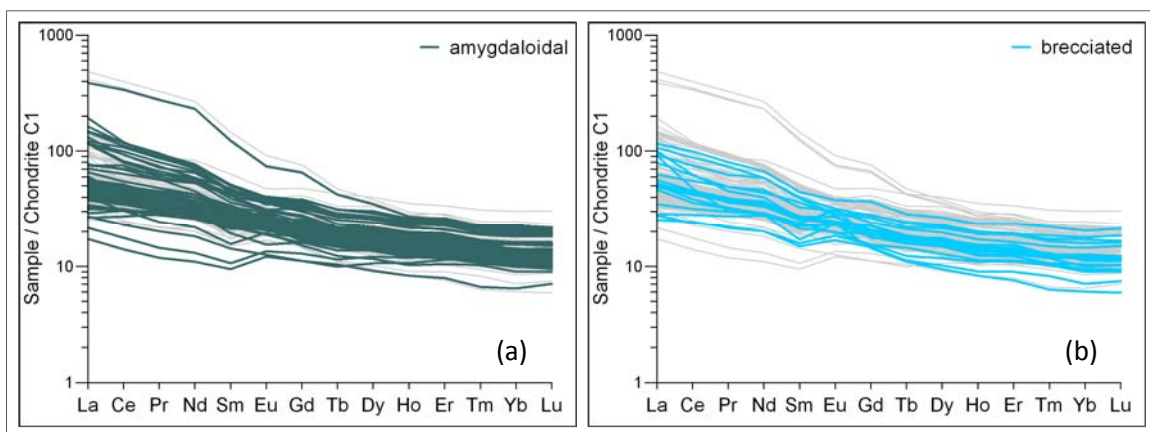 1000
amygdaloidal
100
10
1
Sample / Chondrite C1
(a)
La Ce Pr Nd Sm Eu Gd Tb Dy Ho Er Tm Yb Lu
1000
brecciated
100
10
1
Sample / Chondrite C1
(b)
La Ce Pr Nd Sm Eu Gd Tb Dy Ho Er Tm Yb Lu